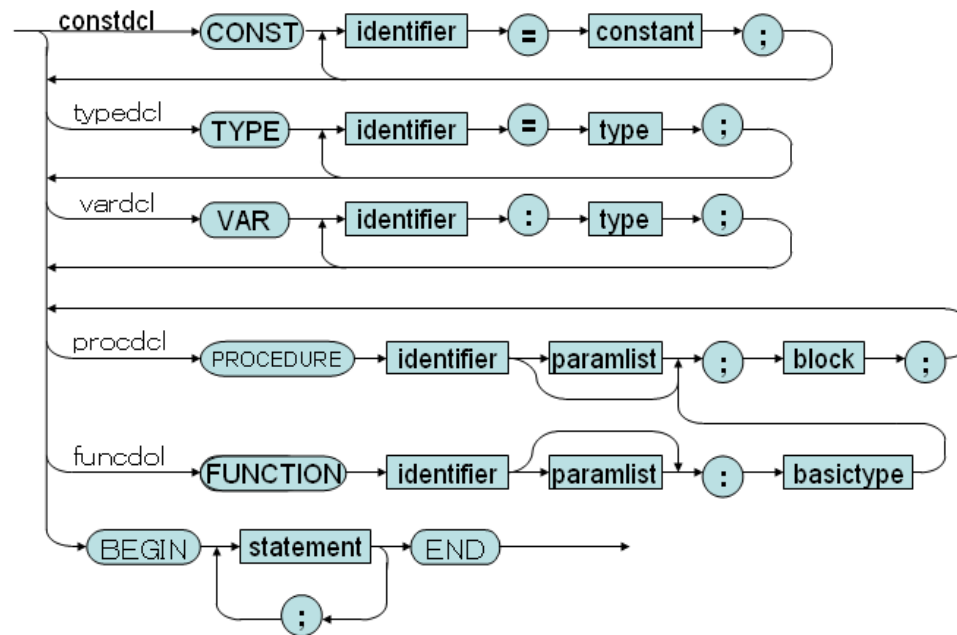 constdcl CONST identifier = constant ;
typedcl TYPE identifier = type ;
vardcl VAR identifier : type ;
procdcl PROCEDURE identifier paramlist ; block ;
funcdol FUNCTION identifier paramlist : basictype
BEGIN statement END
;